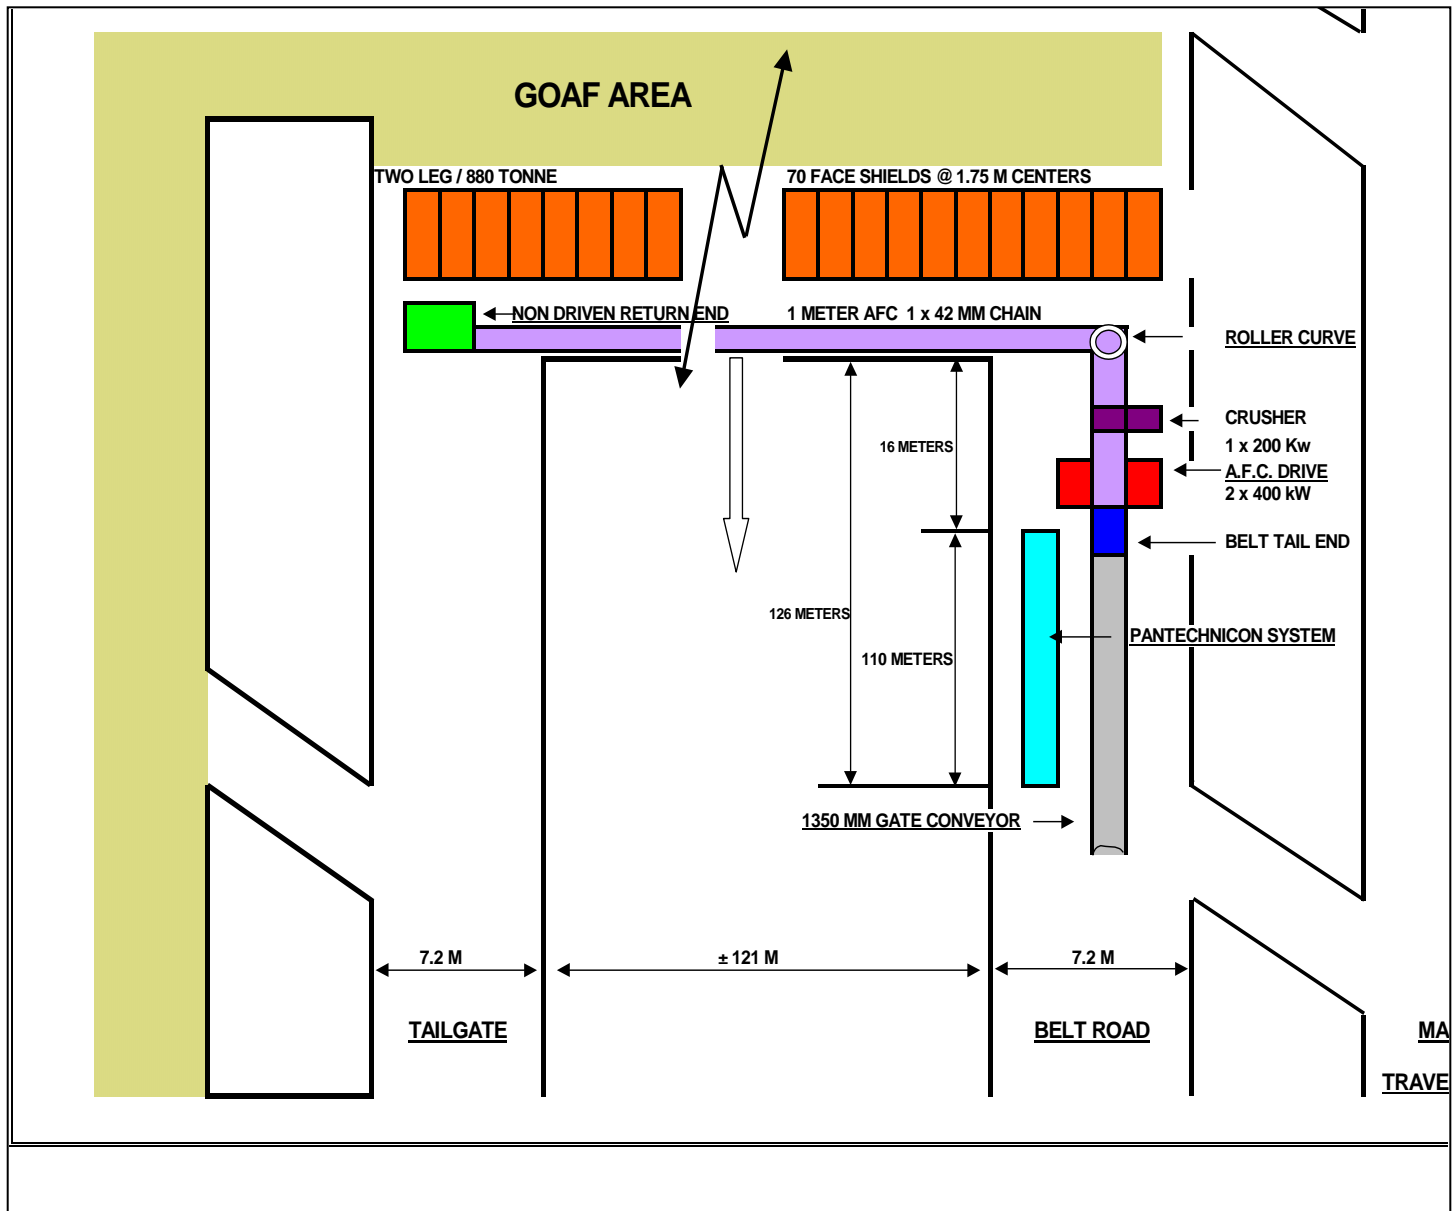 GOAF AREA
TWO LEG / 880 TONNE
70 FACE SHIELDS @ 1.75 M CENTERS
NON DRIVEN RETURN END
1 METER AFC 1 x 42 MM CHAIN
ROLLER CURVE
CRUSHER
1 x 200 Kw
A.F.C. DRIVE
2 x 400 kW
16 METERS
BELT TAIL END
126 METERS
PANTECHNICON SYSTEM
110 METERS
1350 MM GATE CONVEYOR
7.2 M
± 121 M
7.2 M
TAILGATE
BELT ROAD
MA
TRAVE